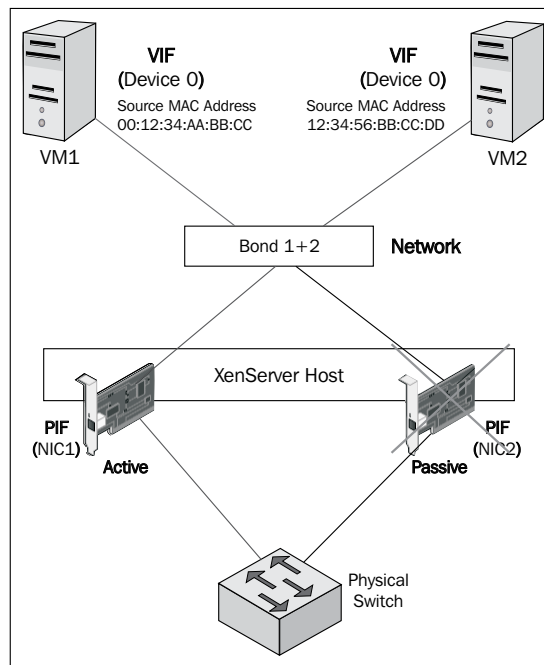 VIF
(Device 0)
Source MAC Address
00:12:34:AA:BB:CC
VM1
VIF
(Device 0)
Source MAC Address
12:34:56:BB:CC:DD
VM2
Bond 1+2
Network
XenServer Host
PIF
(NIC1)
Active
PIF
(NIC2)
Passive
Physical
Switch